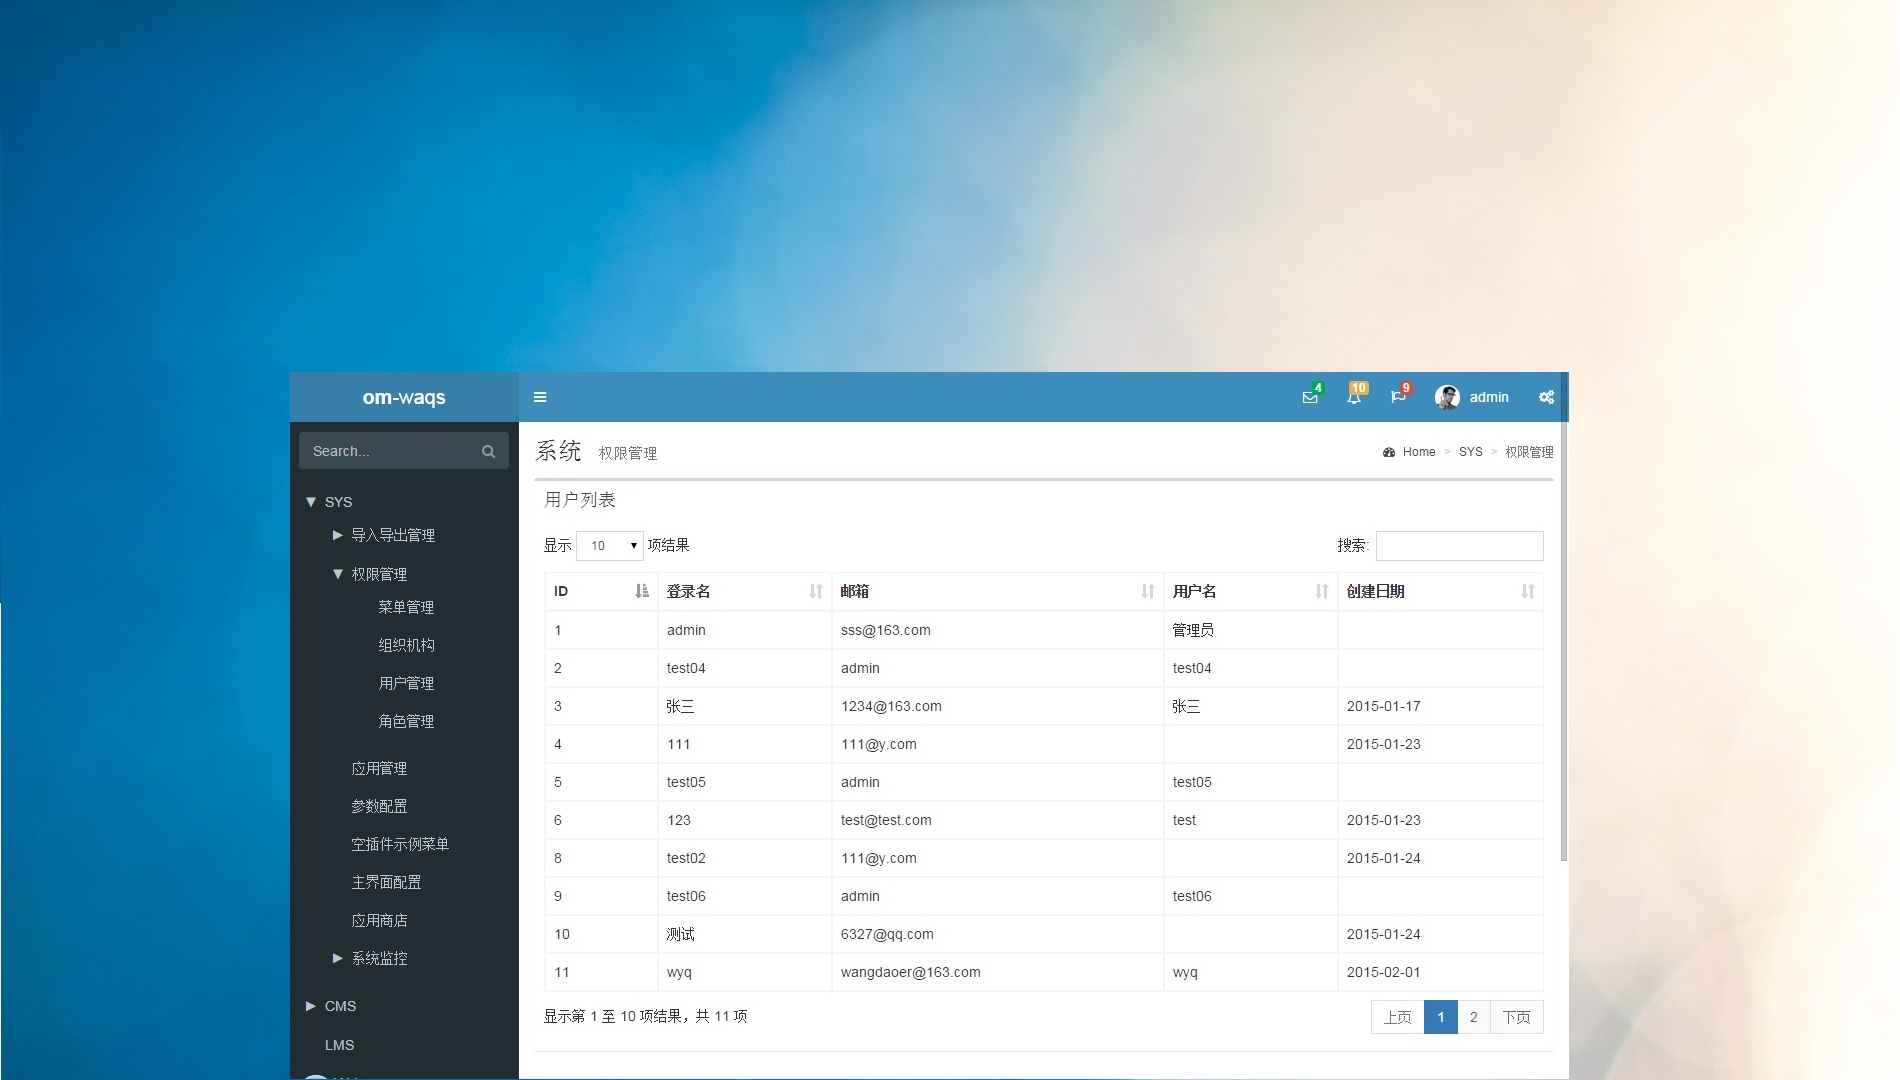 om-waqs 4 10 9 admin
Search...
系统 权限管理 Home > SYS > 权限管理
SYS
导入导出管理
权限管理
菜单管理
组织机构
用户管理
角色管理
应用管理
参数配置
空插件示例菜单
主界面配置
应用商店
系统监控
CMS
LMS
用户列表
显示 10 项结果 搜索:
ID 登录名 邮箱 用户名 创建日期
1 admin sss@163.com 管理员
2 test04 admin test04
3 张三 1234@163.com 张三 2015-01-17
4 111 111@y.com 2015-01-23
5 test05 admin test05
6 123 test@test.com test 2015-01-23
8 test02 111@y.com 2015-01-24
9 test06 admin test06
10 测试 6327@qq.com 2015-01-24
11 wyq wangdaoer@163.com wyq 2015-02-01
显示第 1 至 10 项结果，共 11 项 上页 1 2 下页